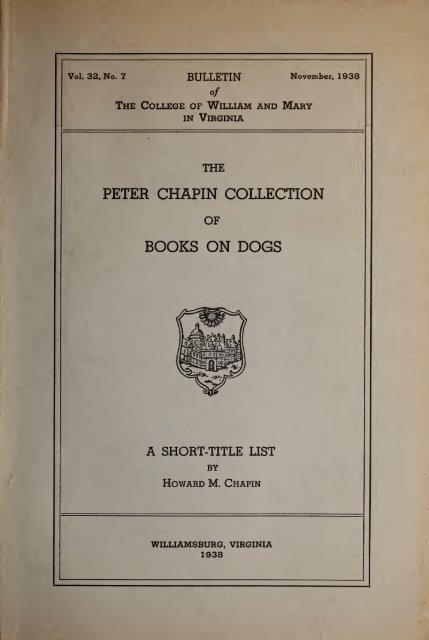 Vol. 32, No. 7 BULLETIN November, 1938
of
THE COLLEGE OF WILLIAM AND MARY
IN VIRGINIA
THE
PETER CHAPIN COLLECTION
OF
BOOKS ON DOGS
A SHORT-TITLE LIST
BY
HOWARD M. CHAPIN
WILLIAMSBURG, VIRGINIA
1938